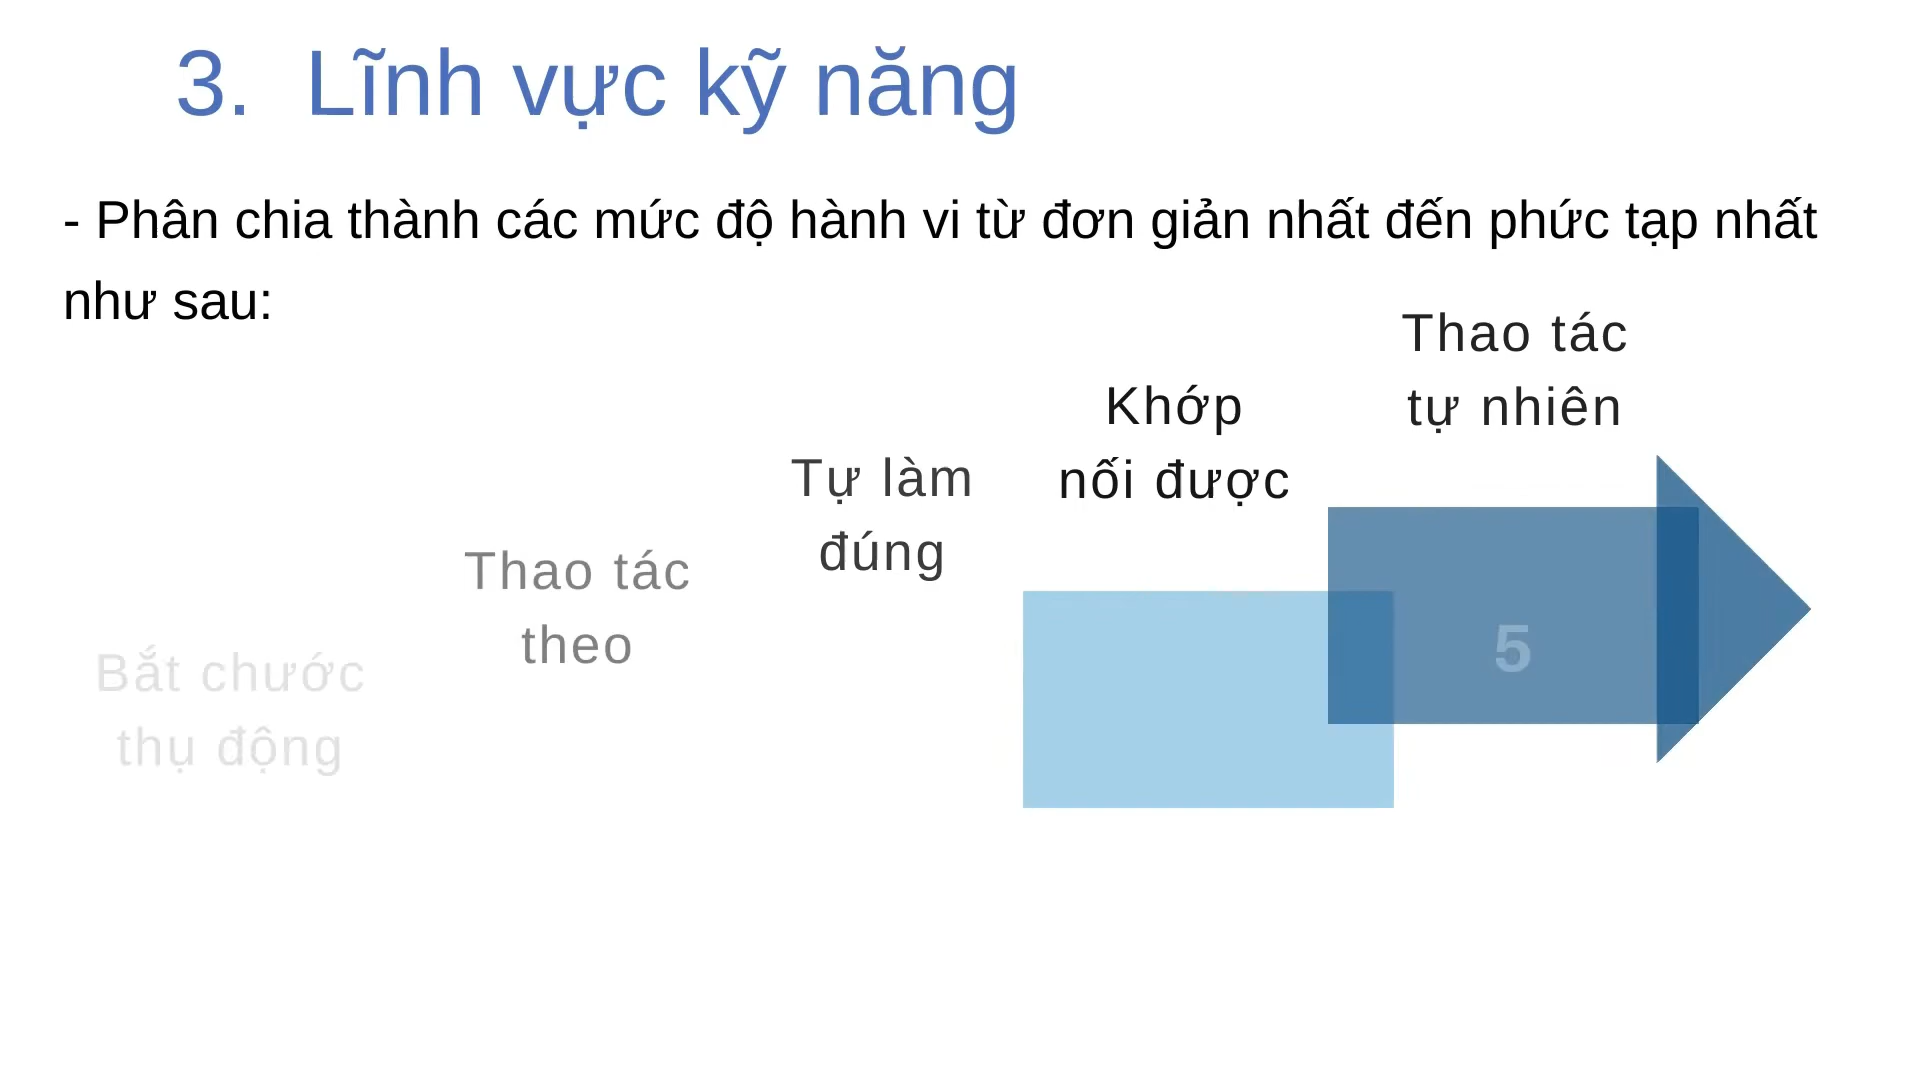 3. Lĩnh vực kỹ năng
- Phân chia thành các mức độ hành vi từ đơn giản nhất đến phức tạp nhất
như sau:
Bắt chước
thụ động
Thao tác
theo
Tự làm
đúng
Khớp
nối được
Thao tác
tự nhiên
5